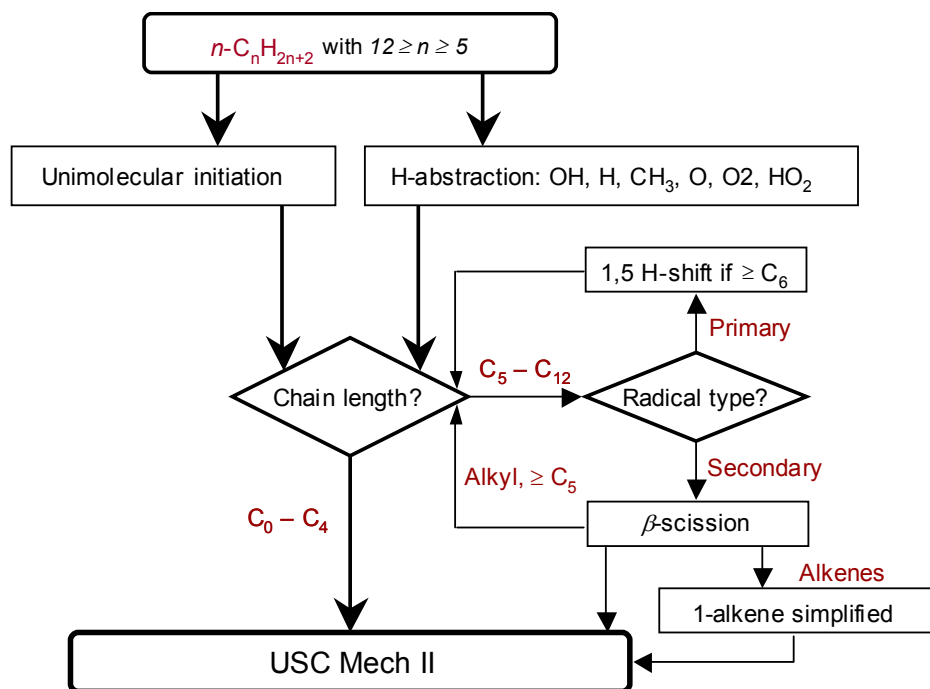 n-CₙH₂ₙ₊₂ with 12 ≥ n ≥ 5
Unimolecular initiation
H-abstraction: OH, H, CH₃, O, O2, HO₂
1,5 H-shift if ≥ C₆
Primary
C₅ – C₁₂
Chain length?
Radical type?
Secondary
Alkyl, ≥ C₅
C₀ – C₄
β-scission
Alkenes
1-alkene simplified
USC Mech II